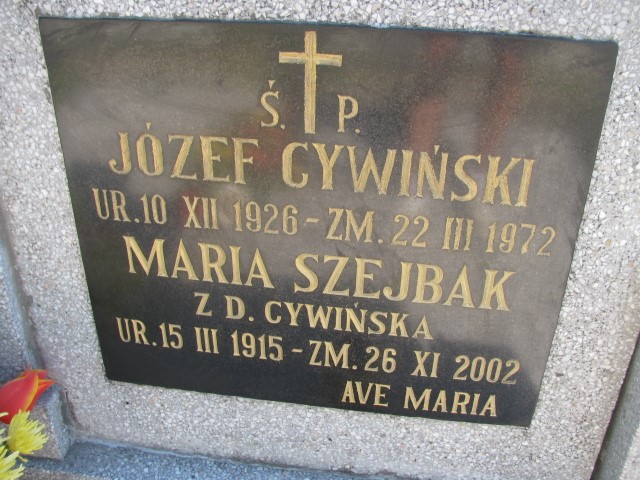 Ś. P.
JÓZEF CYWIŃSKI
UR. 10 XII 1926 - ZM. 22 III 1972
MARIA SZEJBAK
Z D. CYWIŃSKA
UR. 15 III 1915 - ZM. 26 XI 2002
AVE MARIA